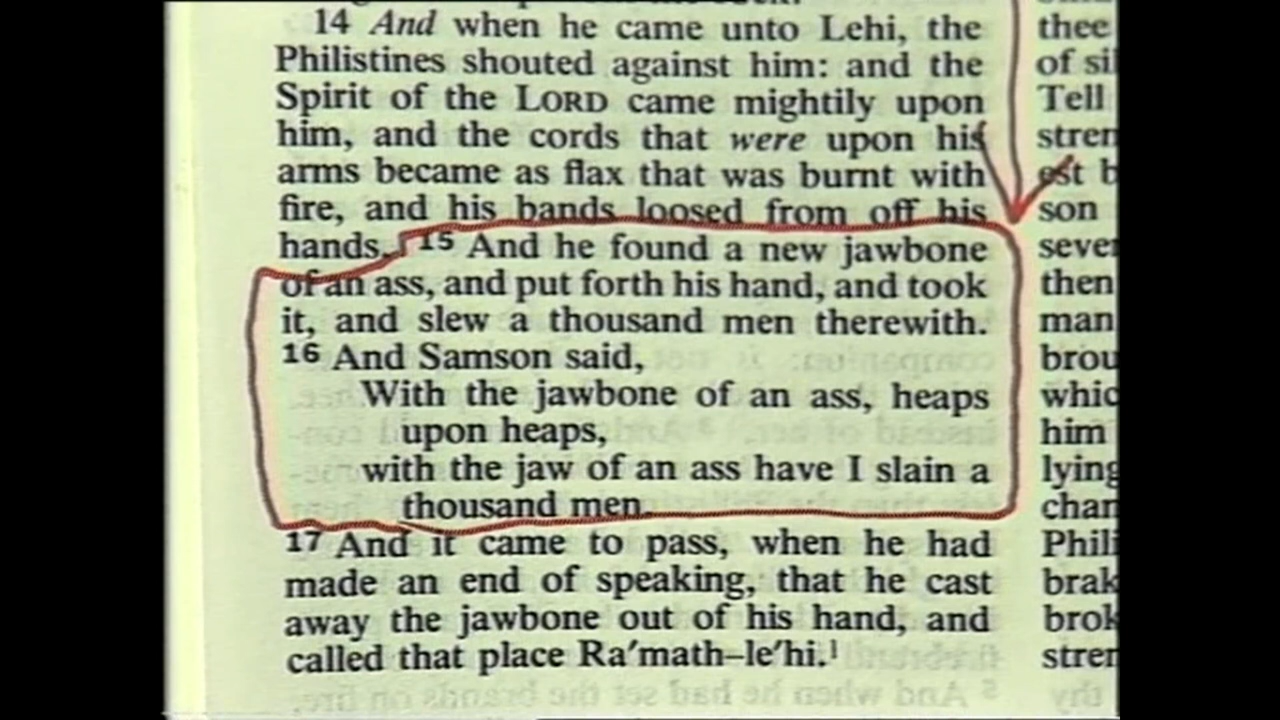 14 And when he came unto Lehi, the
Philistines shouted against him: and the
Spirit of the LORD came mightily upon
him, and the cords that were upon his
arms became as flax that was burnt with
fire, and his bands loosed from off his
hands. 15 And he found a new jawbone
of an ass, and put forth his hand, and took
it, and slew a thousand men therewith.
16 And Samson said,
With the jawbone of an ass, heaps
upon heaps,
with the jaw of an ass have I slain a
thousand men.
17 And it came to pass, when he had
made an end of speaking, that he cast
away the jawbone out of his hand, and
called that place Ra′math–le′hi.¹
thee
of sil
Tell
stren
est b
son
seve
then
man
brou
whic
him
lying
cham
Phili
brak
brok
stren